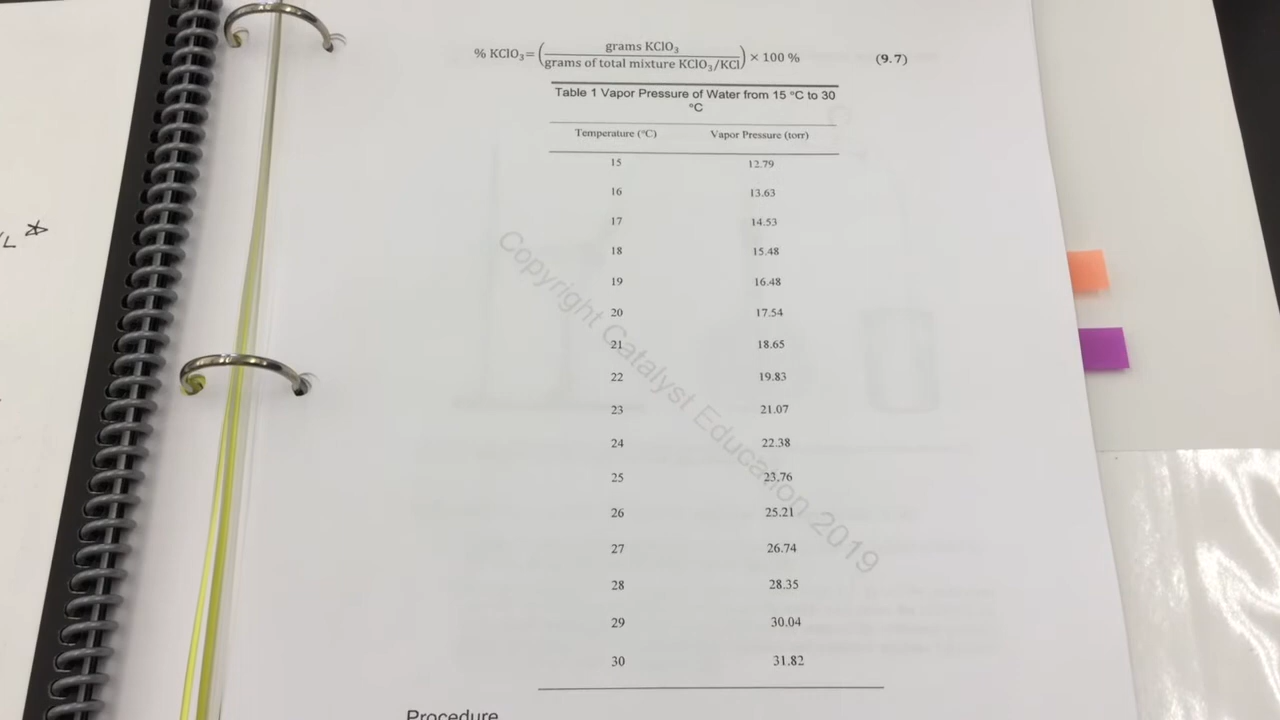 % KClO₃= (grams KClO₃ / grams of total mixture KClO₃/KCl) × 100 % (9.7)
Table 1 Vapor Pressure of Water from 15 °C to 30
°C
Temperature (°C) Vapor Pressure (torr)
15 12.79
16 13.63
17 14.53
18 15.48
19 16.48
20 17.54
21 18.65
22 19.83
23 21.07
24 22.38
25 23.76
26 25.21
27 26.74
28 28.35
29 30.04
30 31.82
Procedure
Copyright Catalyst Education 2019